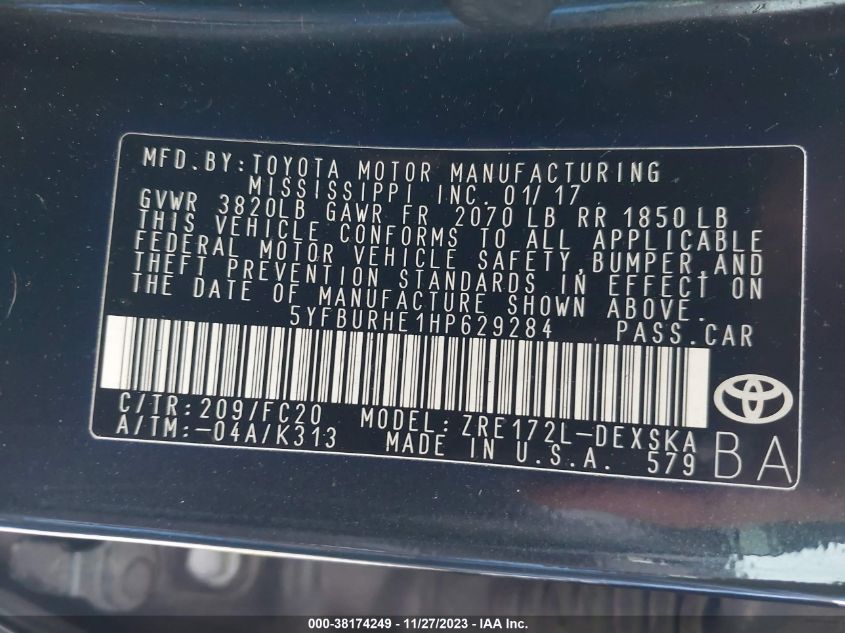 MFD.BY:TOYOTA MOTOR MANUFACTURING
MISSISSIPPI INC. 01/17
GVWR 3820LB GAWR FR 2070 LB RR 1850LB
THIS VEHICLE CONFORMS TO ALL APPLICABLE
FEDERAL MOTOR VEHICLE SAFETY,BUMPER,AND
THEFT PREVENTION STANDARDS IN EFFECT ON
THE DATE OF MANUFACTURE SHOWN ABOVE.
5YFBURHE1HP629284 PASS.CAR
C/TR:209/FC20 MODEL:ZRE172L-DEXSKA
A/TM:-04A/K313 MADE IN U.S.A. 579
BA
000-38174249 - 11/27/2023 - IAA Inc.